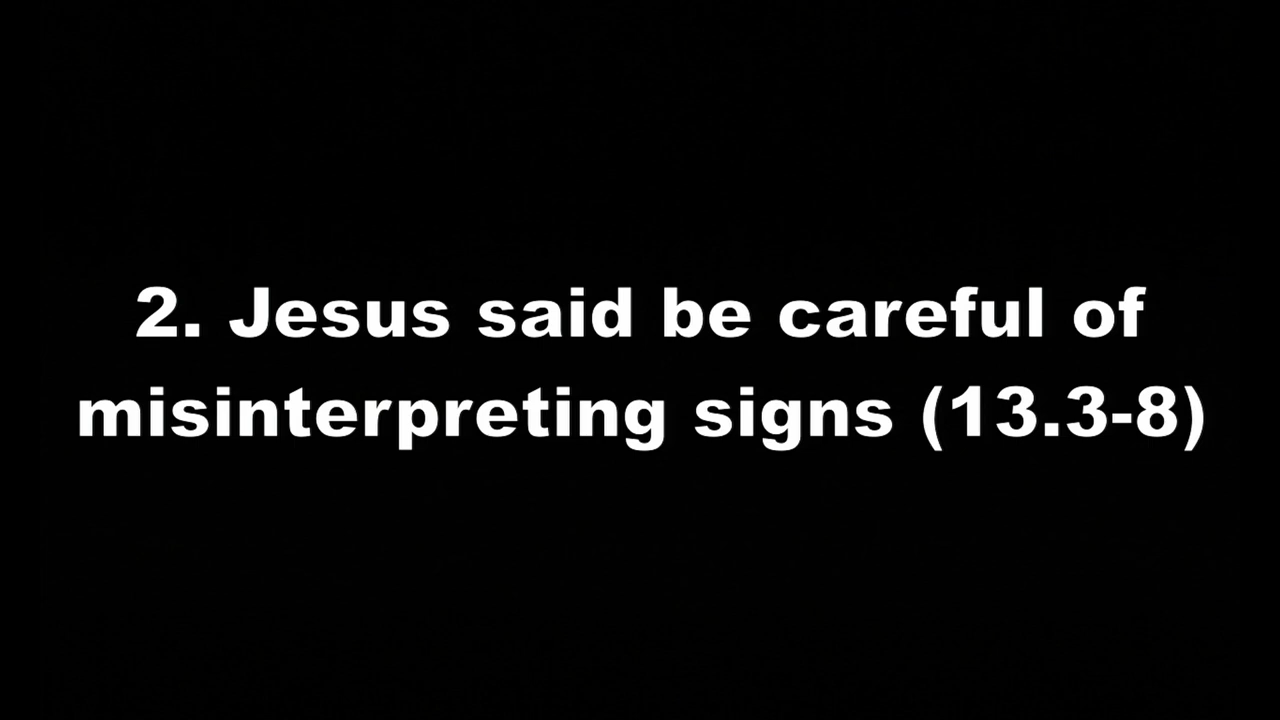 2. Jesus said be careful of
misinterpreting signs (13.3-8)